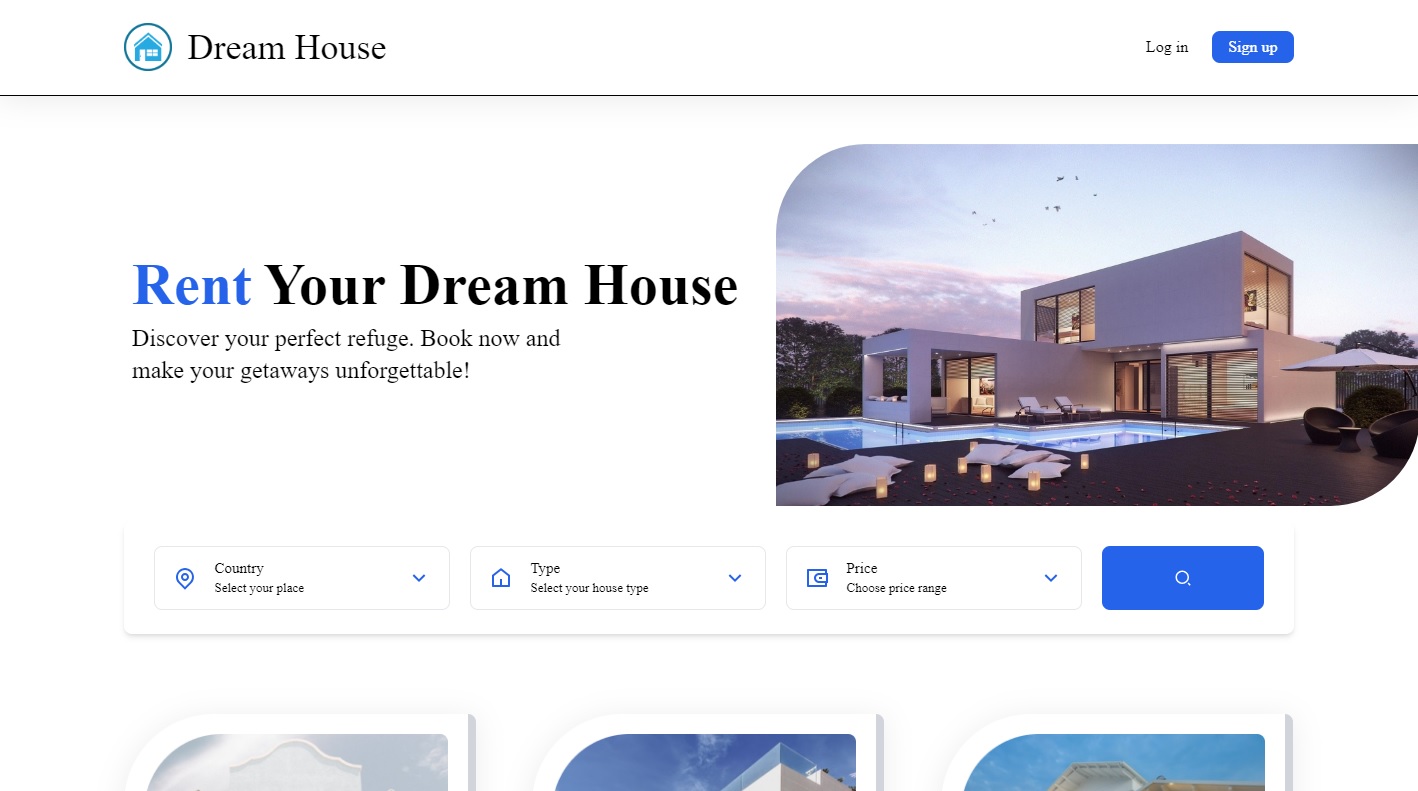 Dream House
Log in
Sign up
Rent Your Dream House
Discover your perfect refuge. Book now and
make your getaways unforgettable!
Country
Select your place
Type
Select your house type
Price
Choose price range